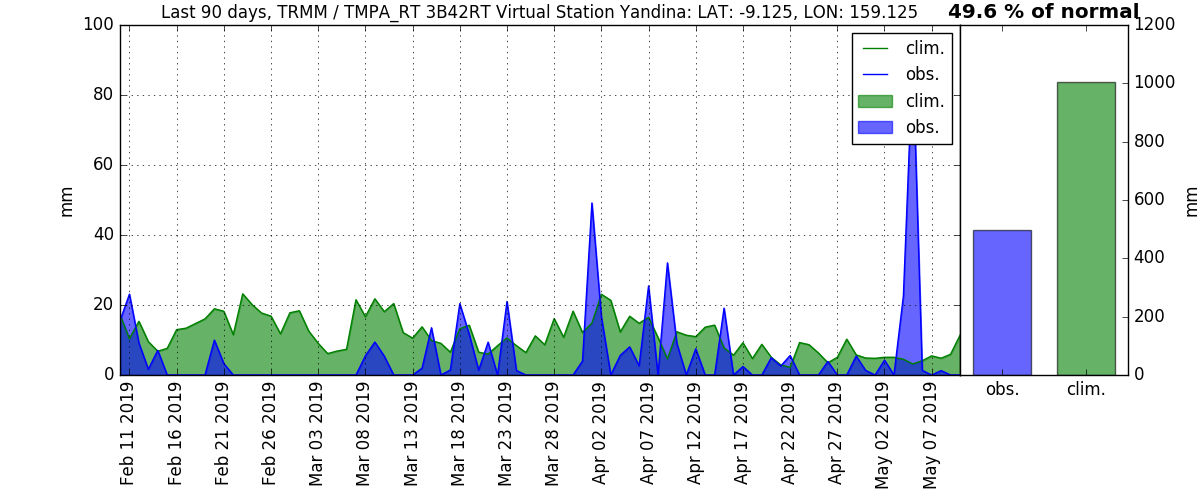 Last 90 days, TRMM / TMPA_RT 3B42RT Virtual Station Yandina: LAT: -9.125, LON: 159.125
49.6 % of normal
100
80
60
40
20
0
mm
clim.
obs.
clim.
obs.
1200
1000
800
600
400
200
0
mm
obs.
clim.
Feb 11 2019
Feb 16 2019
Feb 21 2019
Feb 26 2019
Mar 03 2019
Mar 08 2019
Mar 13 2019
Mar 18 2019
Mar 23 2019
Mar 28 2019
Apr 02 2019
Apr 07 2019
Apr 12 2019
Apr 17 2019
Apr 22 2019
Apr 27 2019
May 02 2019
May 07 2019